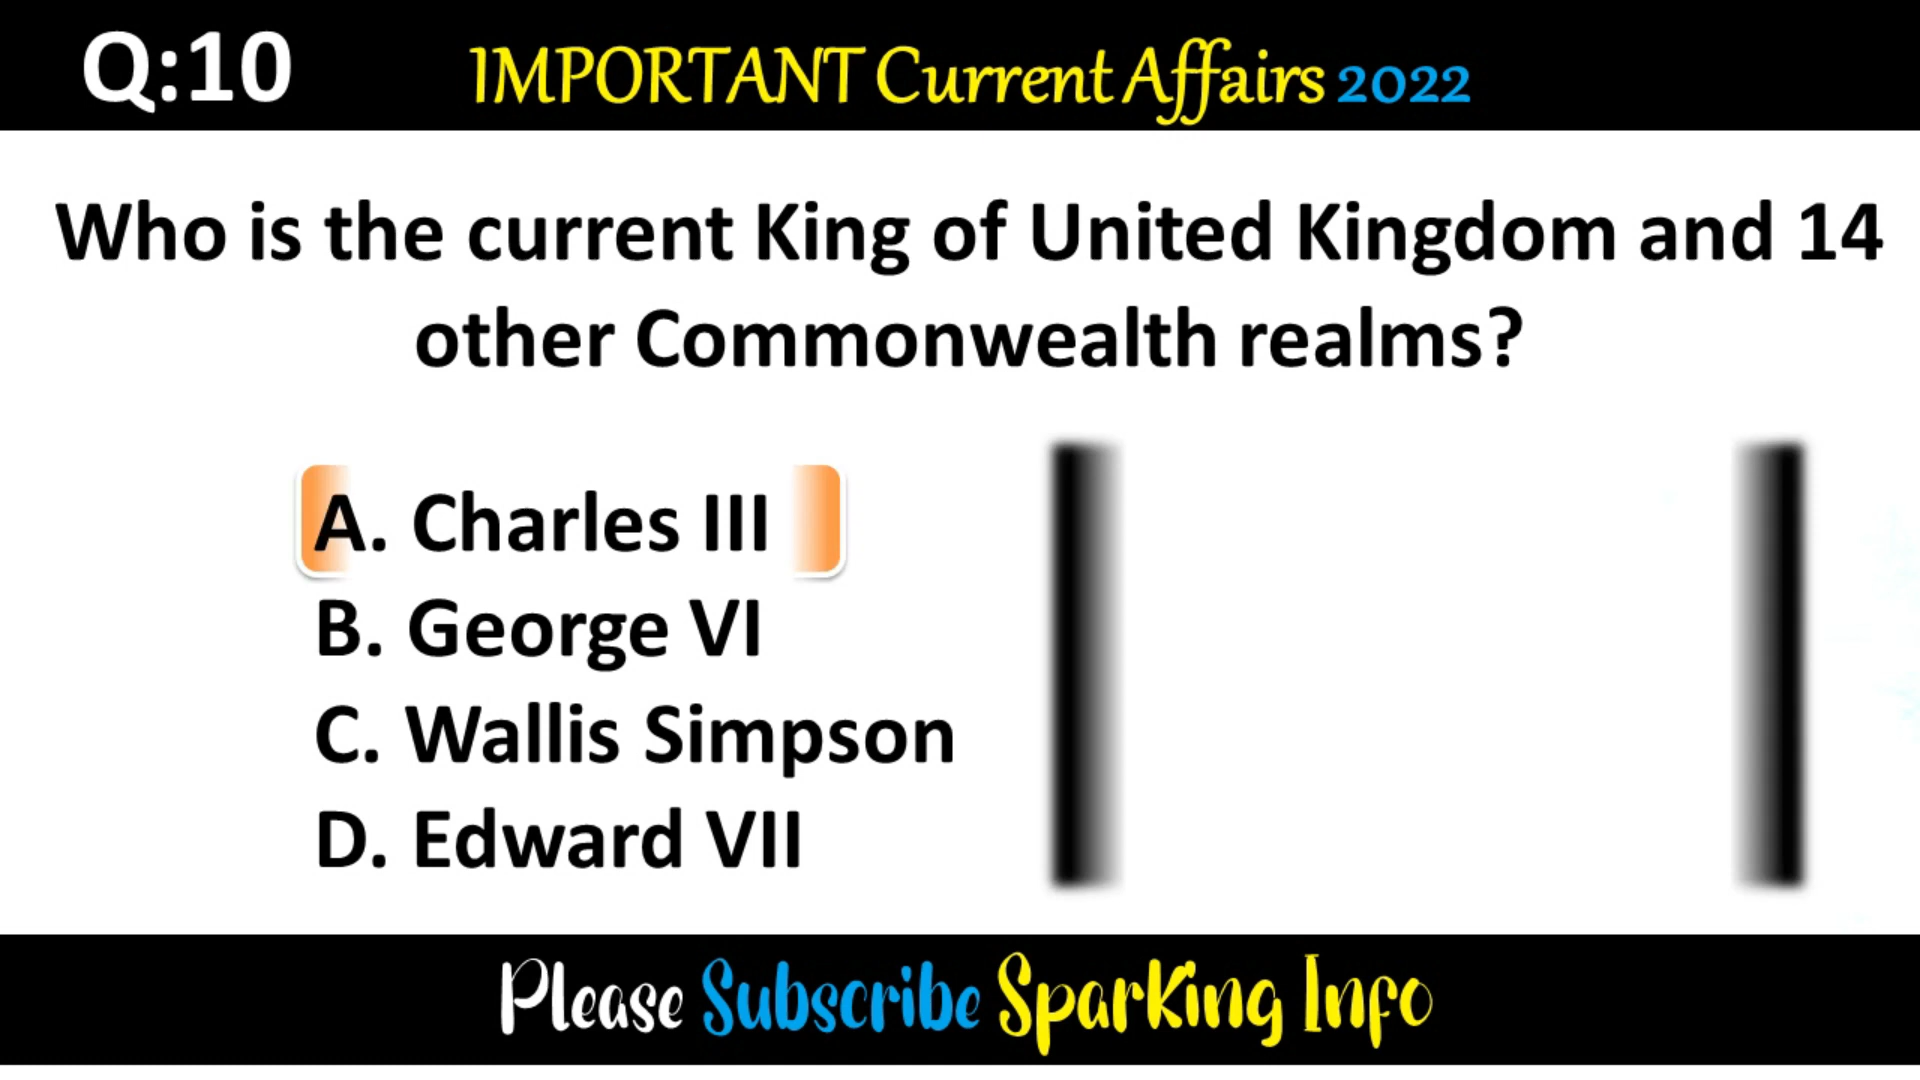 Q:10 IMPORTANT Current Affairs 2022
Who is the current King of United Kingdom and 14
other Commonwealth realms?
A. Charles III
B. George VI
C. Wallis Simpson
D. Edward VII
Please Subscribe Sparking Info